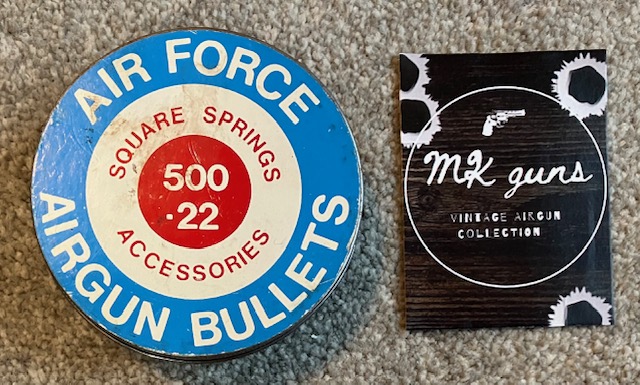 AIR FORCE
SQUARE SPRINGS
500
.22
ACCESSORIES
AIRGUN BULLETS
MK guns
VINTAGE AIRGUN
COLLECTION